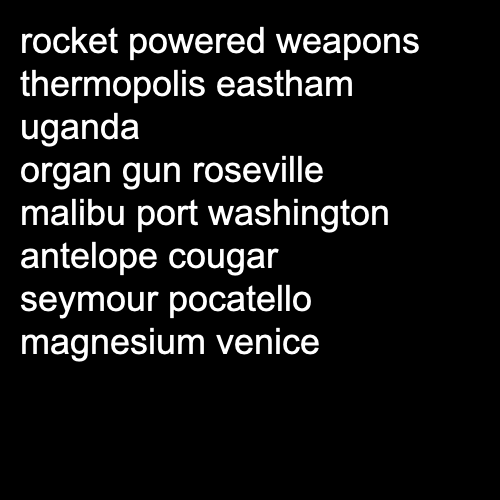 rocket powered weapons
thermopolis eastham
uganda
organ gun roseville
malibu port washington
antelope cougar
seymour pocatello
magnesium venice